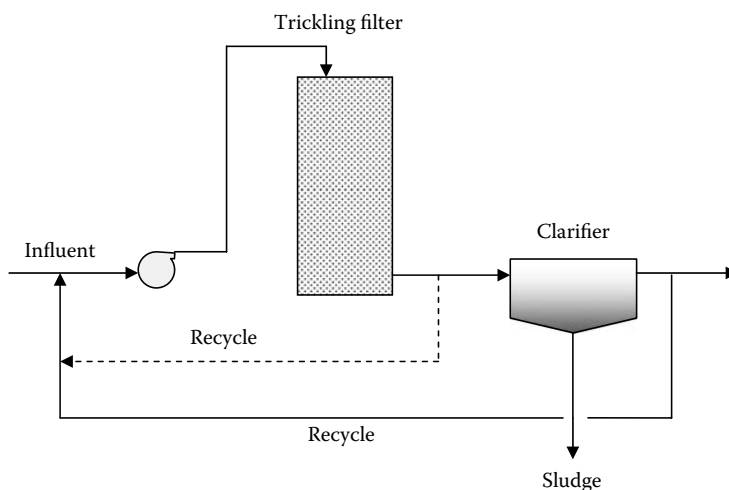 Trickling filter
Influent
Clarifier
Recycle
Recycle
Sludge